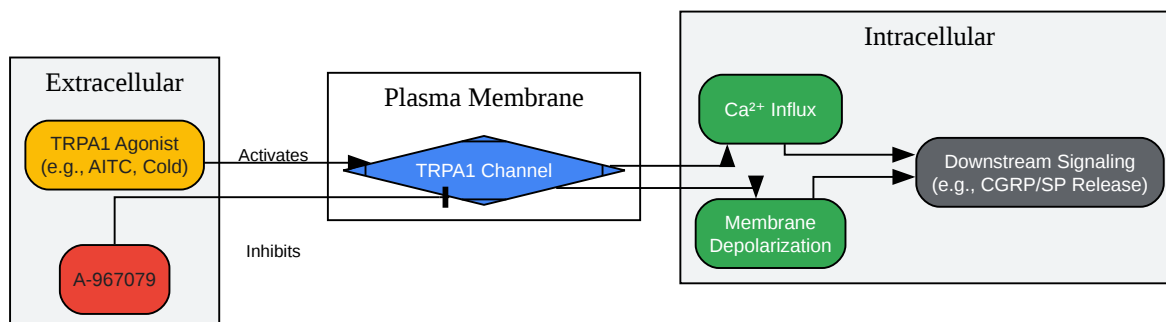 Extracellular
TRPA1 Agonist
(e.g., AITC, Cold)
A-967079
Activates
Inhibits
Plasma Membrane
TRPA1 Channel
Intracellular
Ca²⁺ Influx
Membrane
Depolarization
Downstream Signaling
(e.g., CGRP/SP Release)